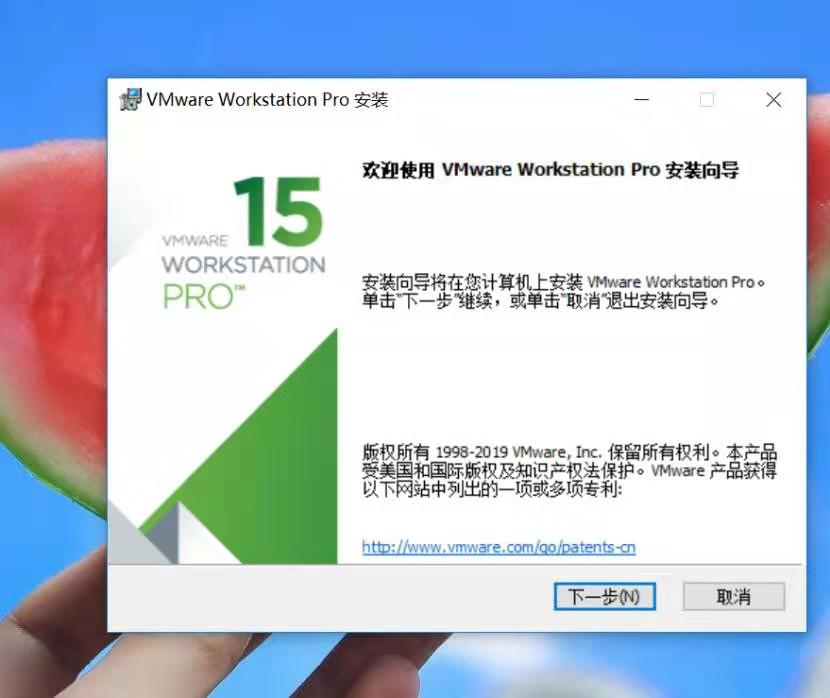 VMware Workstation Pro 安装
欢迎使用 VMware Workstation Pro 安装向导
15
VMWARE
WORKSTATION
PRO™
安装向导将在您计算机上安装 VMware Workstation Pro。
单击“下一步”继续，或单击“取消”退出安装向导。
版权所有 1998-2019 VMware, Inc. 保留所有权利。本产品
受美国和国际版权及知识产权法保护。VMware 产品获得
以下网站中列出的一项或多项专利:
http://www.vmware.com/go/patents-cn
下一步(N)
取消